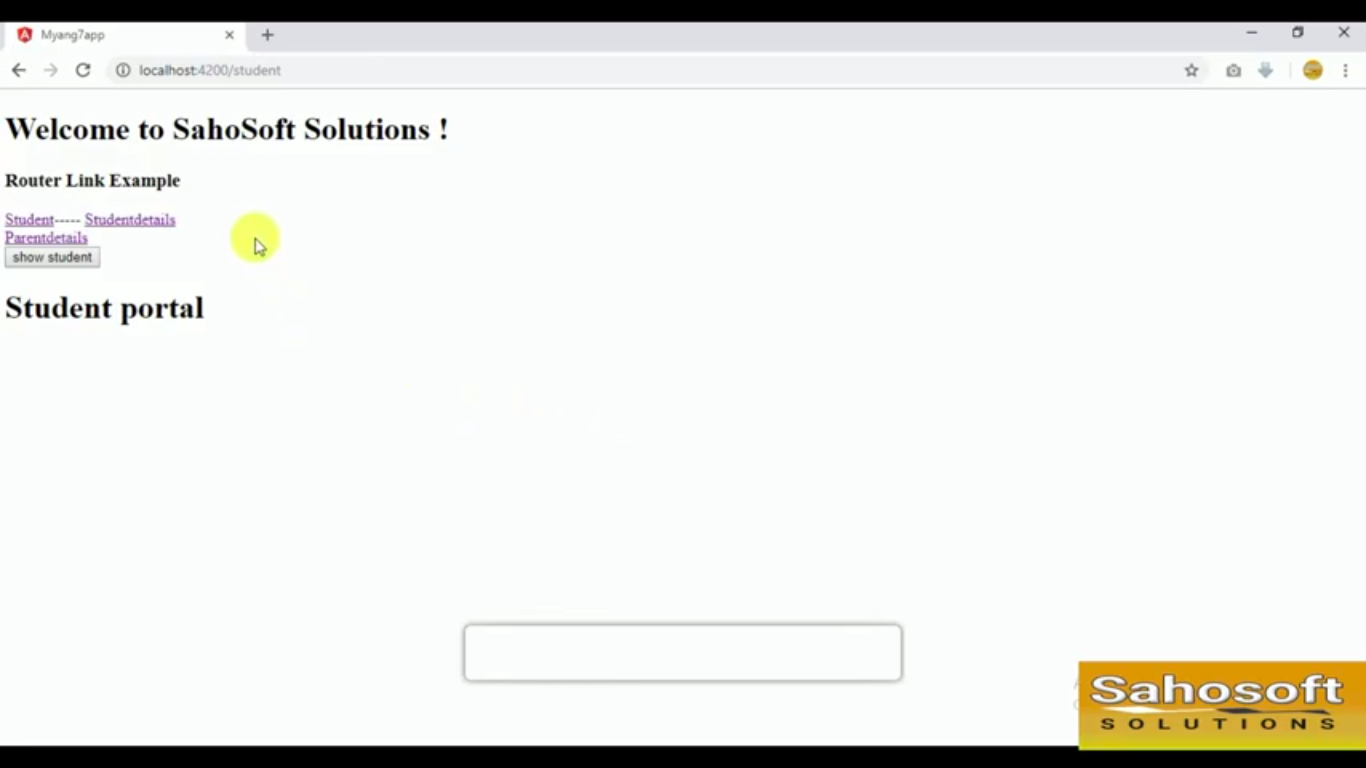 Myang7app
localhost:4200/student
Welcome to SahoSoft Solutions !
Router Link Example
Student----- Studentdetails
Parentdetails
show student
Student portal
Sahosoft
SOLUTIONS